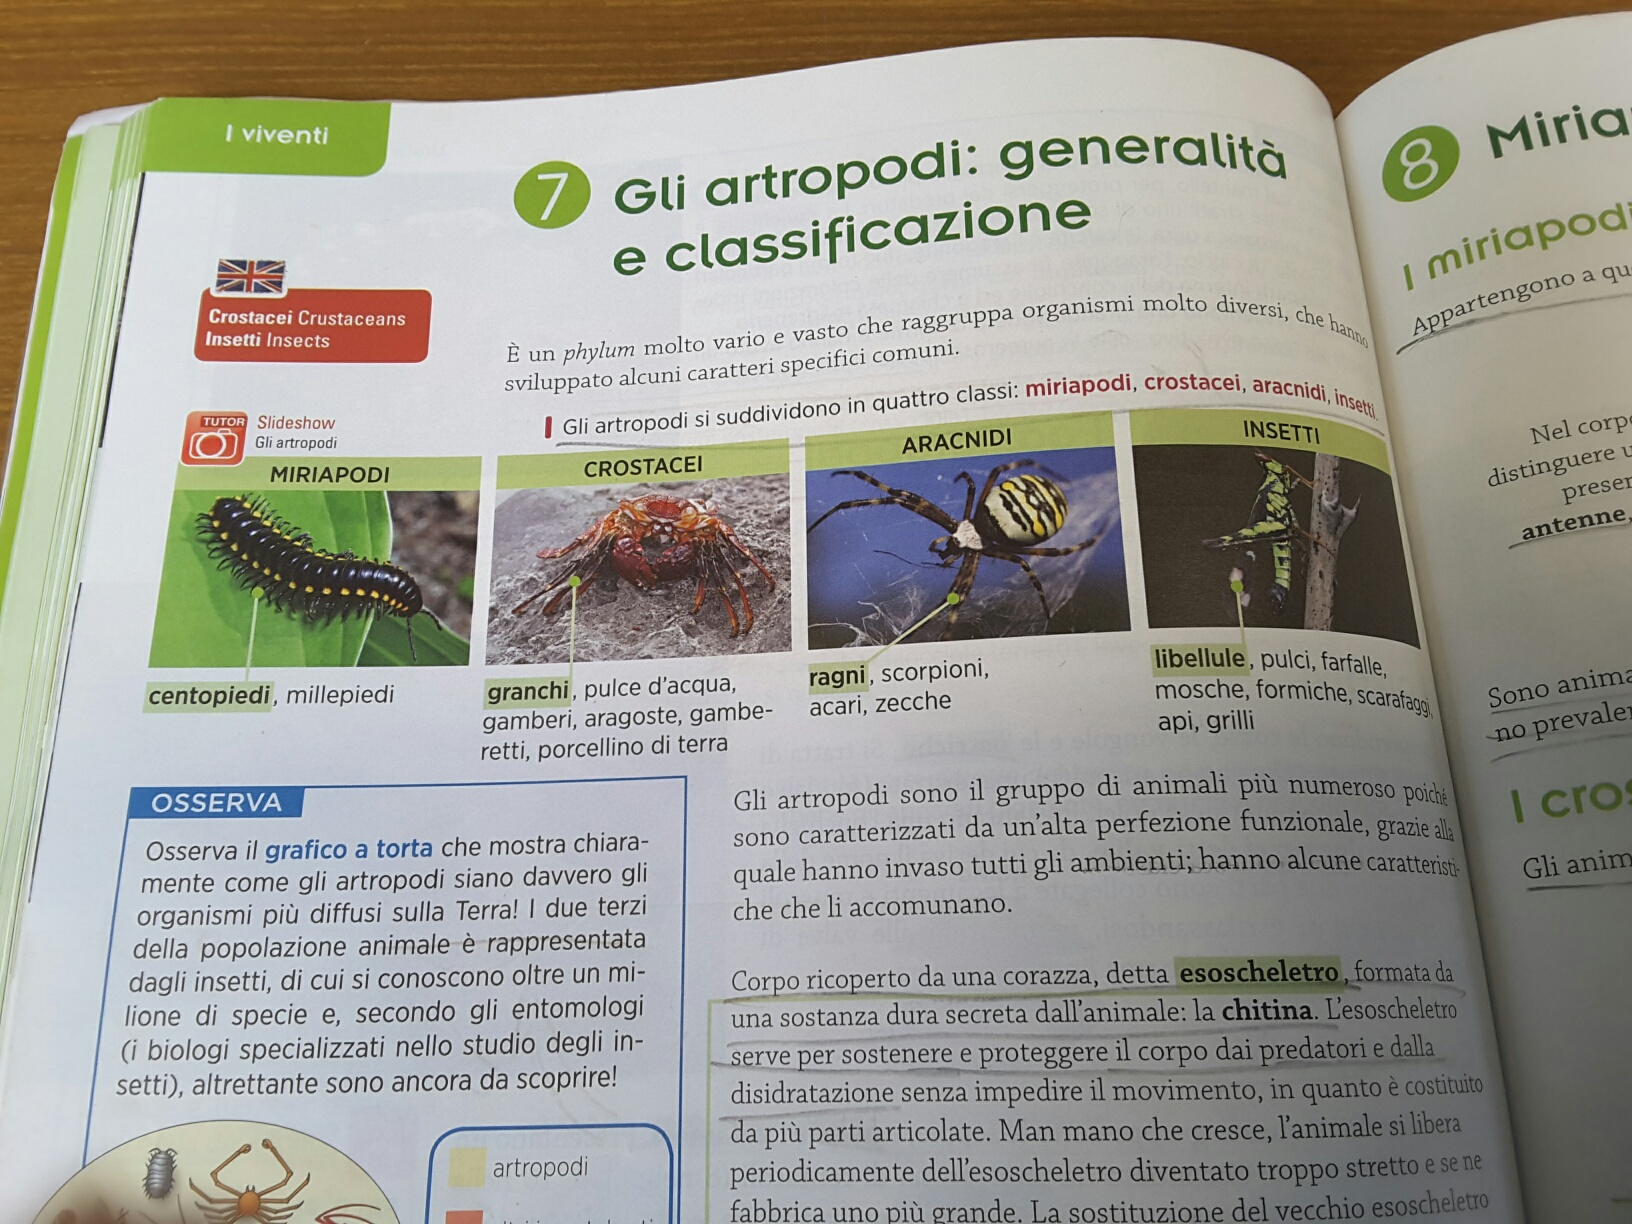 I viventi
7 Gli artropodi: generalità
e classificazione
Crostacei Crustaceans
Insetti Insects
È un phylum molto vario e vasto che raggruppa organismi molto diversi, che hanno
sviluppato alcuni caratteri specifici comuni.
Gli artropodi si suddividono in quattro classi: miriapodi, crostacei, aracnidi, insetti.
TUTOR
Slideshow
Gli artropodi
MIRIAPODI
CROSTACEI
ARACNIDI
INSETTI
centopiedi, millepiedi
granchi, pulce d'acqua,
gamberi, aragoste, gambe-
retti, porcellino di terra
ragni, scorpioni,
acari, zecche
libellule, pulci, farfalle,
mosche, formiche, scarafaggi,
api, grilli
OSSERVA
Osserva il grafico a torta che mostra chiara-
mente come gli artropodi siano davvero gli
organismi più diffusi sulla Terra! I due terzi
della popolazione animale è rappresentata
dagli insetti, di cui si conoscono oltre un mi-
lione di specie e, secondo gli entomologi
(i biologi specializzati nello studio degli in-
setti), altrettante sono ancora da scoprire!
artropodi
Gli artropodi sono il gruppo di animali più numeroso poiché
sono caratterizzati da un'alta perfezione funzionale, grazie alla
quale hanno invaso tutti gli ambienti; hanno alcune caratteristi-
che che li accomunano.
Corpo ricoperto da una corazza, detta esoscheletro, formata da
una sostanza dura secreta dall'animale: la chitina. L'esoscheletro
serve per sostenere e proteggere il corpo dai predatori e dalla
disidratazione senza impedire il movimento, in quanto è costituito
da più parti articolate. Man mano che cresce, l'animale si libera
periodicamente dell'esoscheletro diventato troppo stretto e se ne
fabbrica uno più grande. La sostituzione del vecchio esoscheletro
8 Miria
I miriapodi
Appartengono a qu
Nel corp
distinguere u
preser
antenne,
Sono anima
no prevaler
I cros
Gli anim